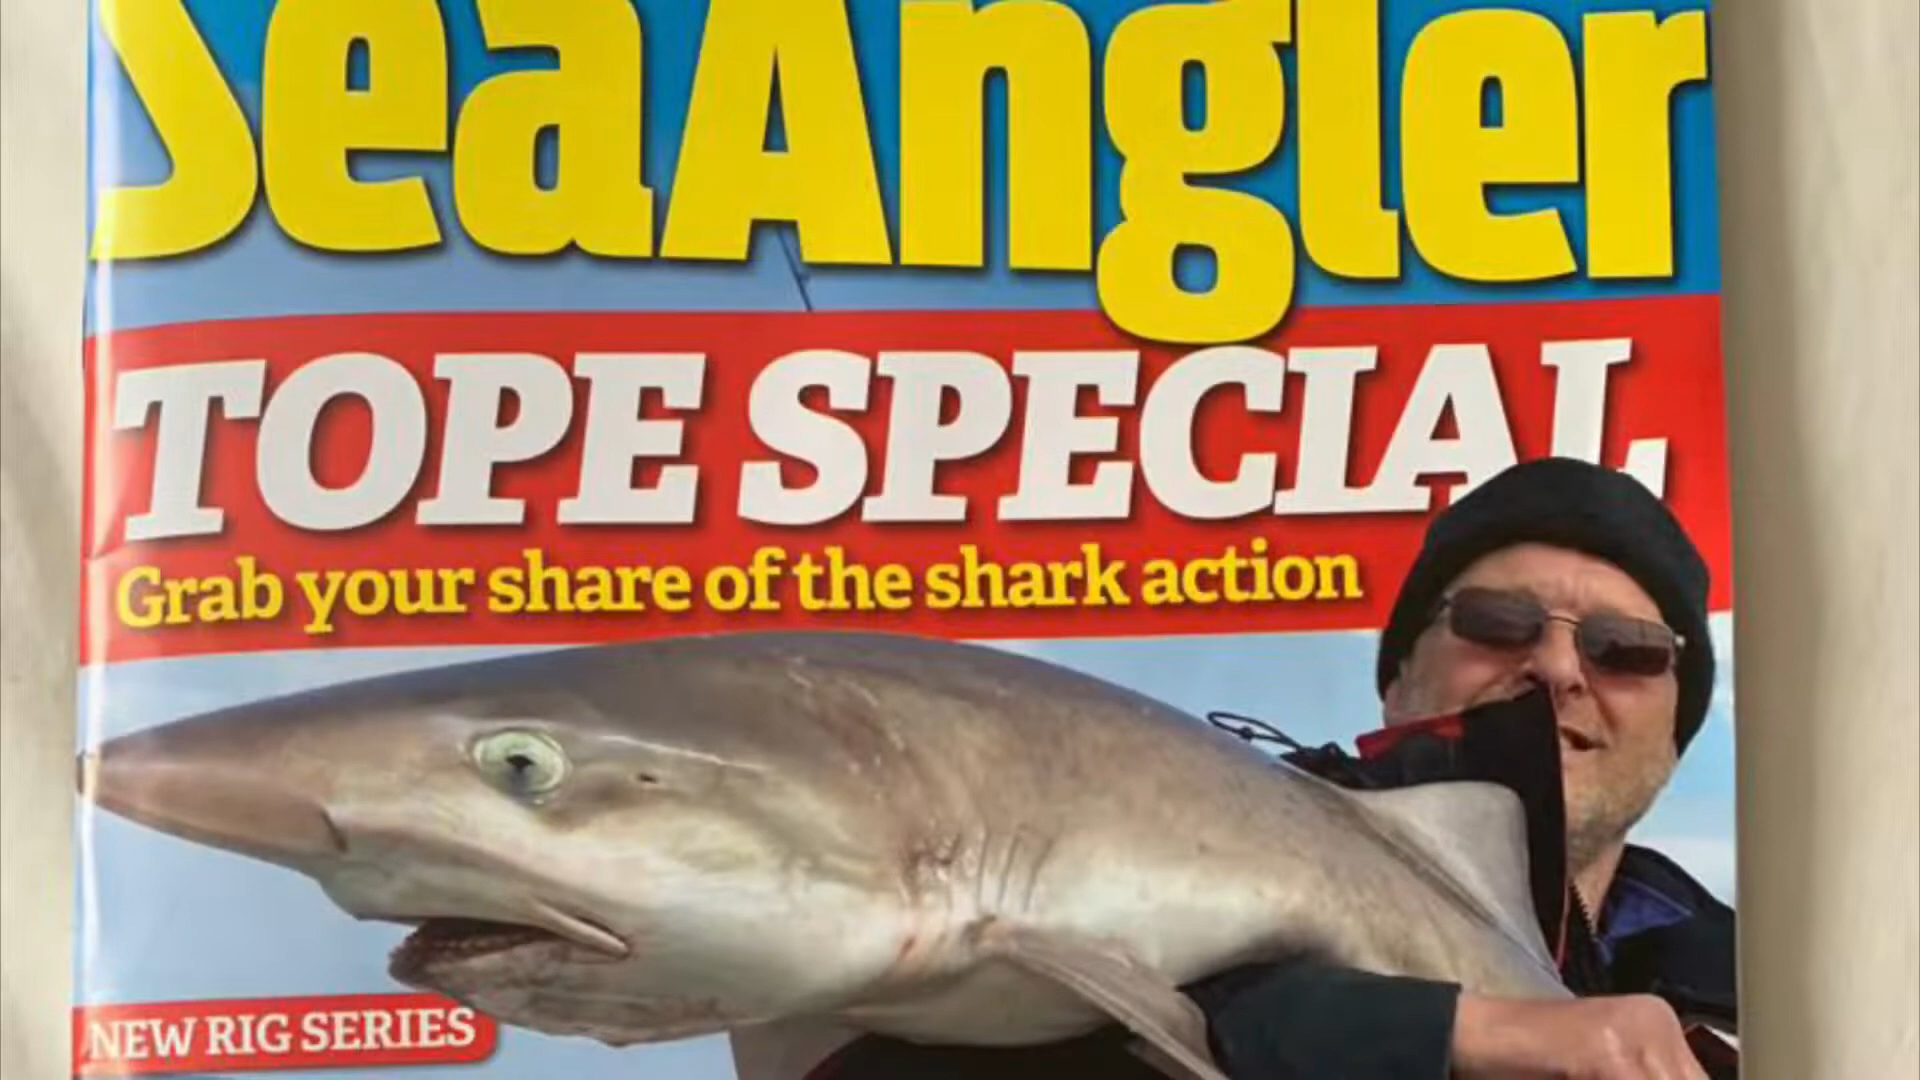 SeaAngler
TOPE SPECIAL
Grab your share of the shark action
NEW RIG SERIES